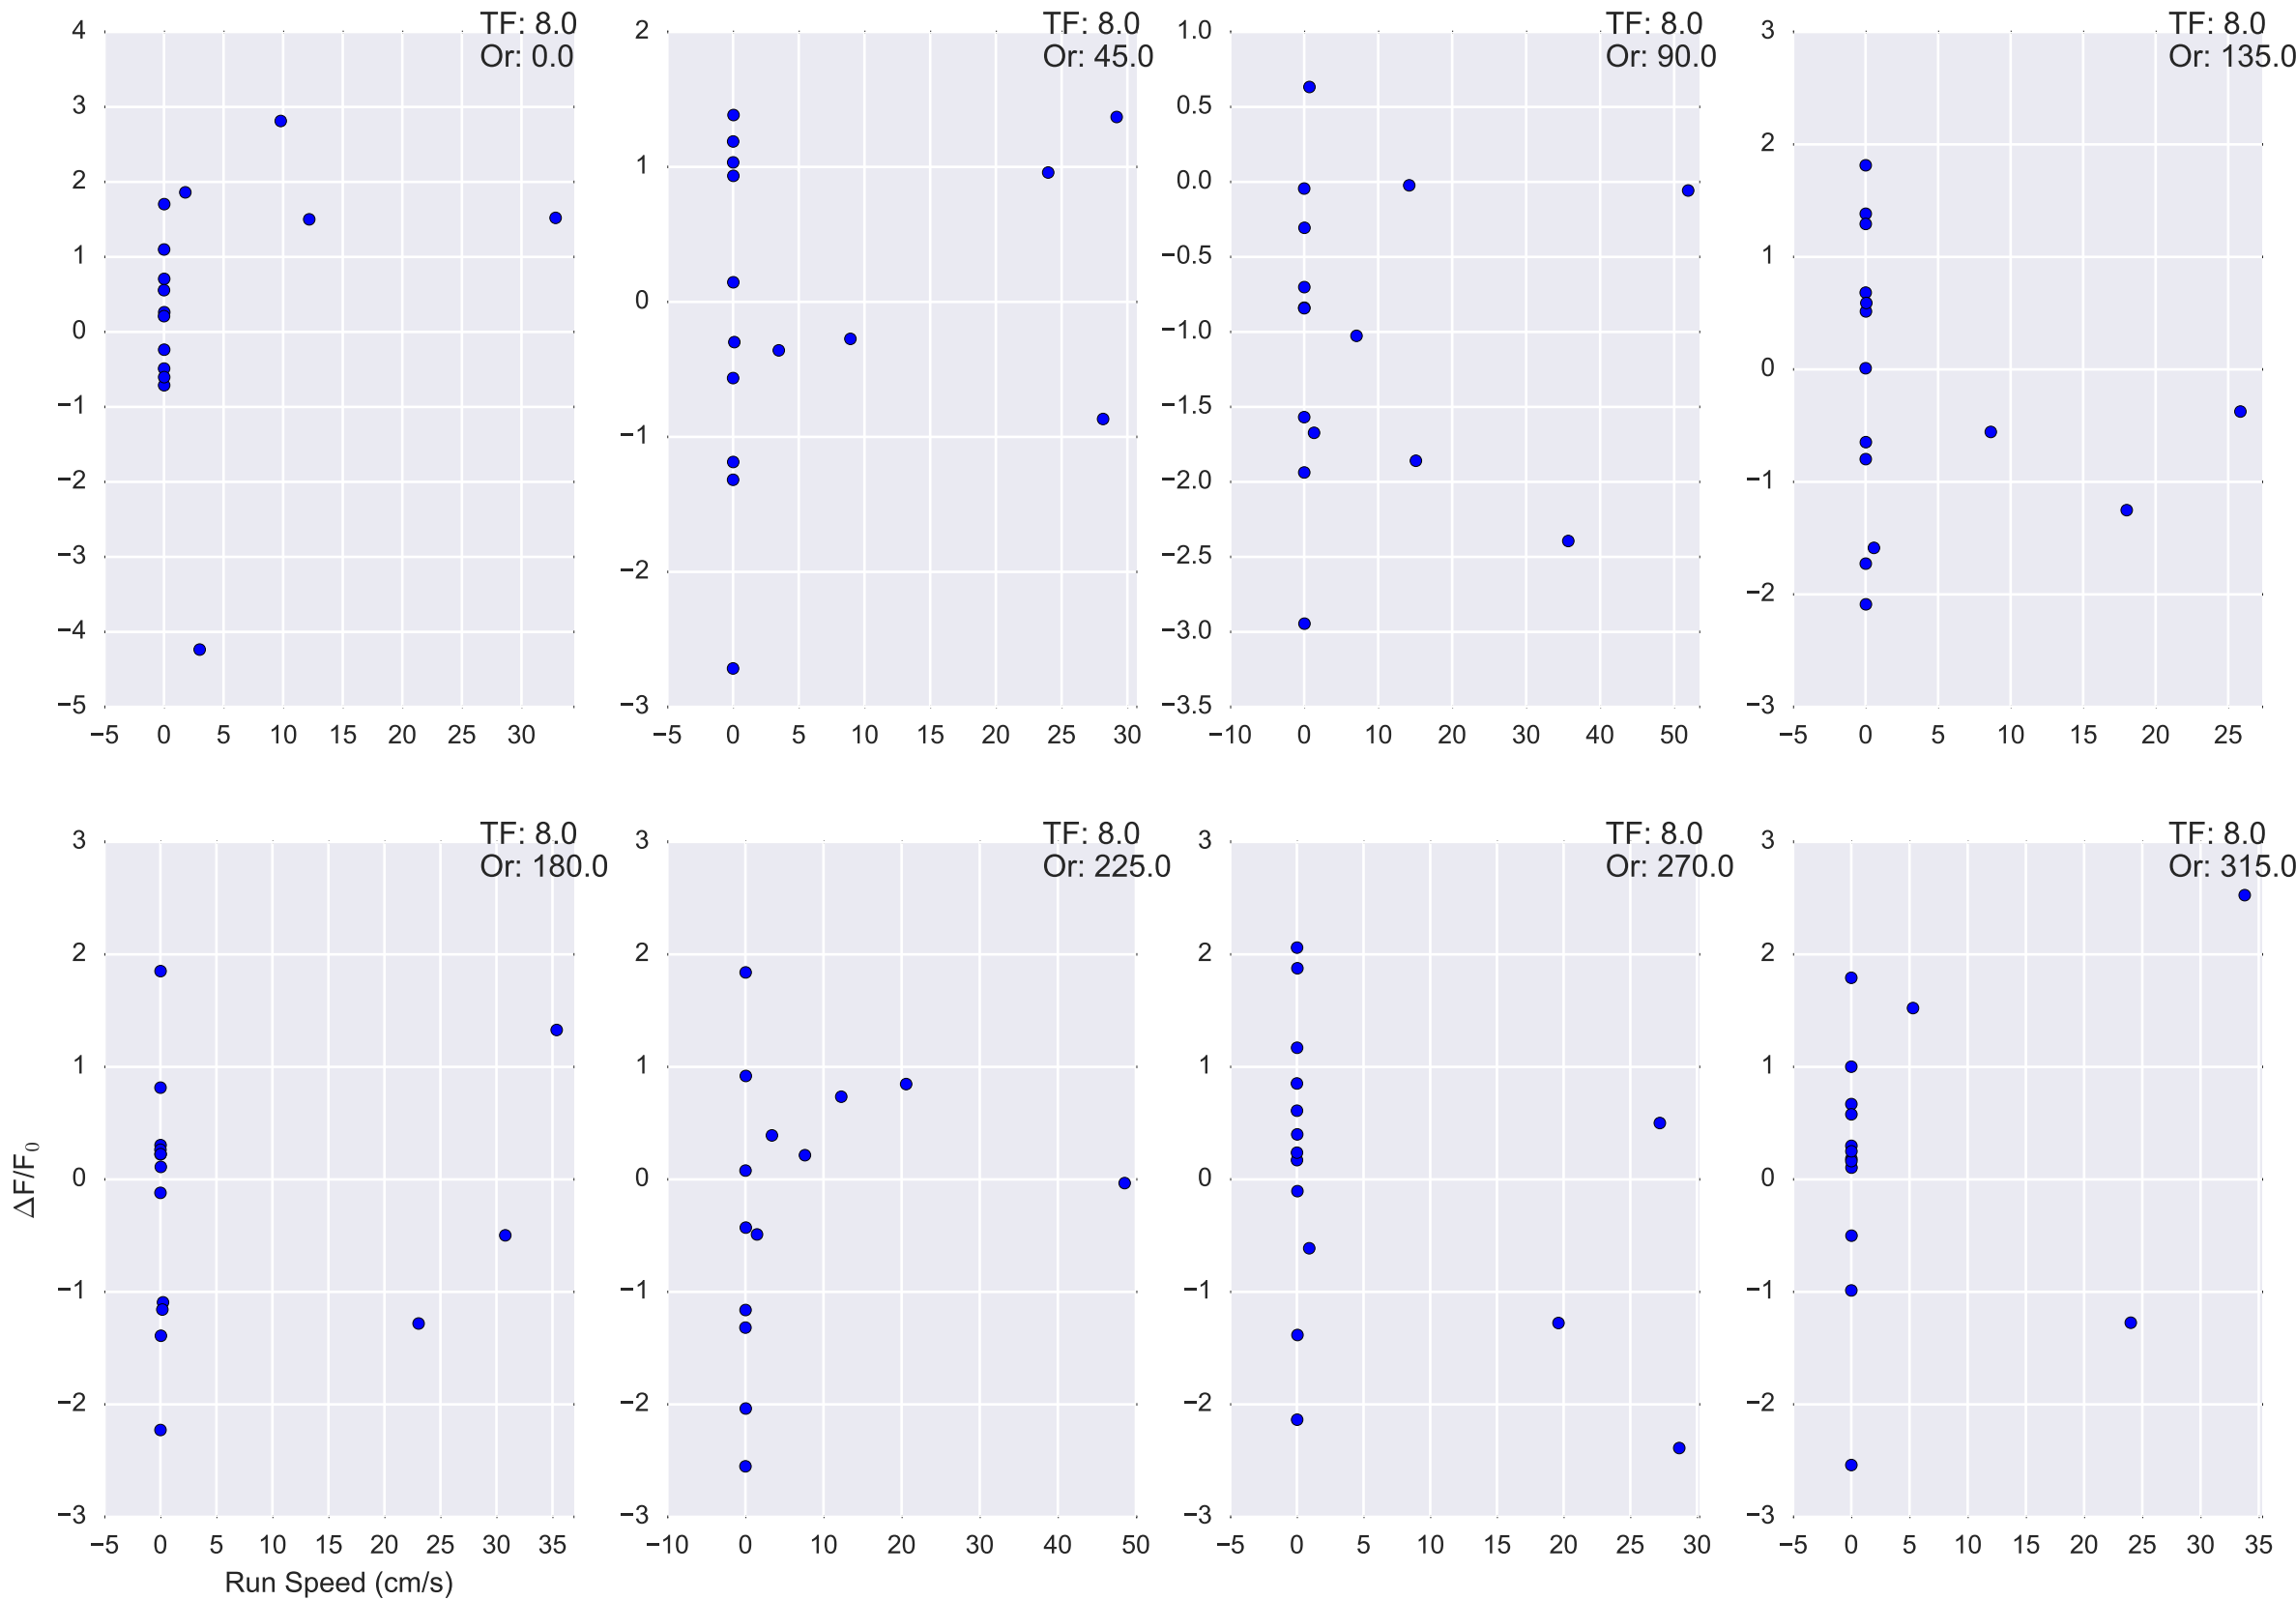 TF: 8.0
Or: 0.0
4
3
2
1
0
−1
−2
−3
−4
−5
−5 0 5 10 15 20 25 30
TF: 8.0
Or: 45.0
2
1
0
−1
−2
−3
−5 0 5 10 15 20 25 30
TF: 8.0
Or: 90.0
1.0
0.5
0.0
−0.5
−1.0
−1.5
−2.0
−2.5
−3.0
−3.5
−10 0 10 20 30 40 50
TF: 8.0
Or: 135.0
3
2
1
0
−1
−2
−3
−5 0 5 10 15 20 25
TF: 8.0
Or: 180.0
3
2
1
0
−1
−2
−3
−5 0 5 10 15 20 25 30 35
ΔF/F₀
Run Speed (cm/s)
TF: 8.0
Or: 225.0
3
2
1
0
−1
−2
−3
−10 0 10 20 30 40 50
TF: 8.0
Or: 270.0
3
2
1
0
−1
−2
−3
−5 0 5 10 15 20 25 30
TF: 8.0
Or: 315.0
3
2
1
0
−1
−2
−3
−5 0 5 10 15 20 25 30 35